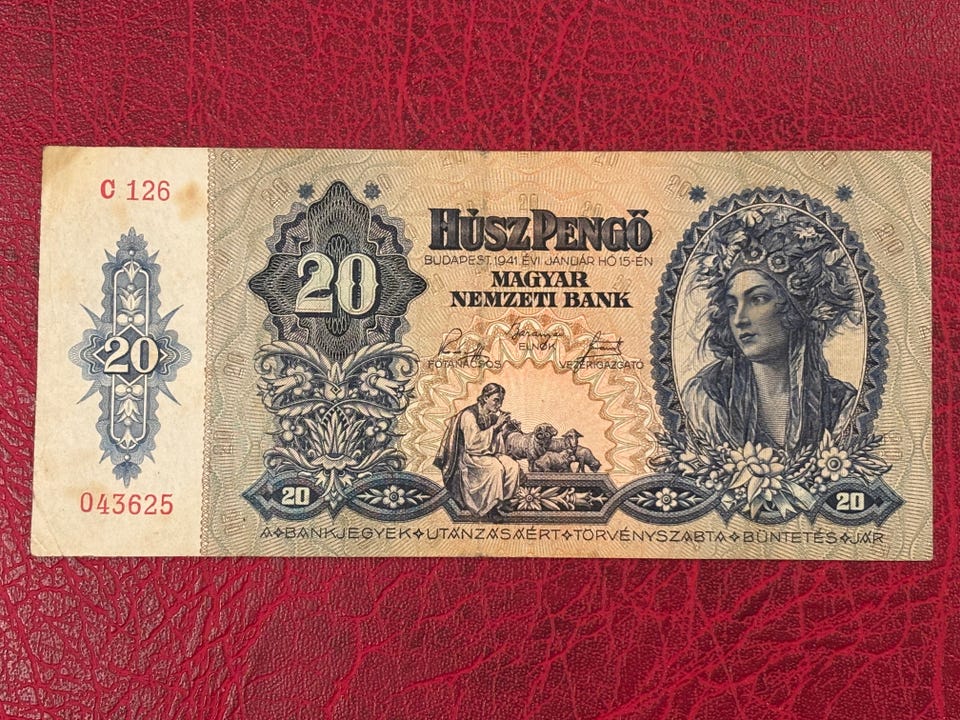 C 126
20
043625
20
HÚSZ PENGŐ
BUDAPEST, 1941. ÉVI JANUÁR HÓ 15-ÉN
MAGYAR
NEMZETI BANK
ELNÖK
FŐTANÁCSOS VEZÉRIGAZGATÓ
20 20
A BANKJEGYEK UTÁNZÁSÁÉRT TÖRVÉNYSZABTA BÜNTETÉS JÁR